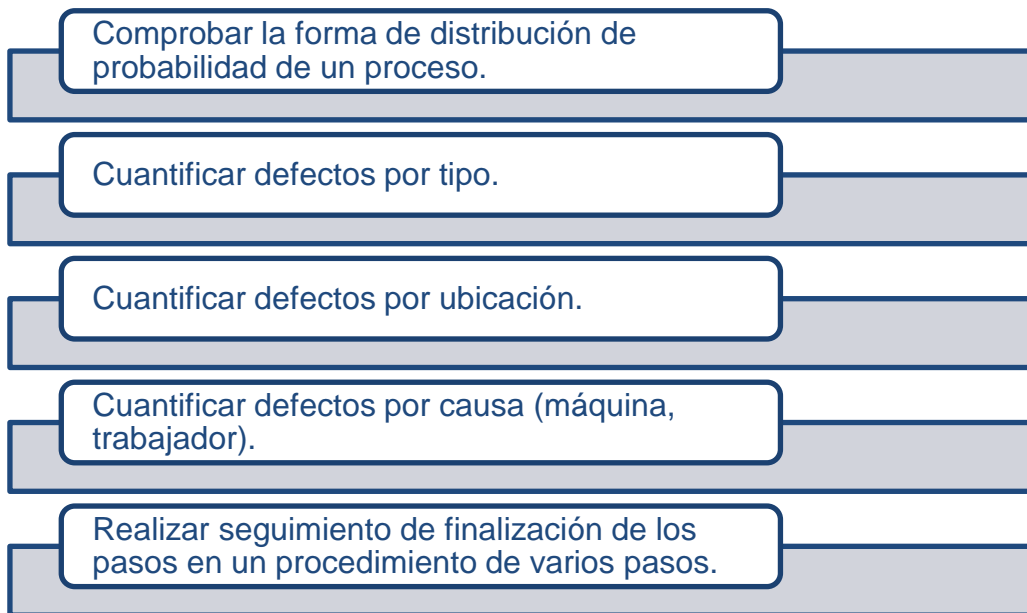 Comprobar la forma de distribución de
probabilidad de un proceso.
Cuantificar defectos por tipo.
Cuantificar defectos por ubicación.
Cuantificar defectos por causa (máquina,
trabajador).
Realizar seguimiento de finalización de los
pasos en un procedimiento de varios pasos.